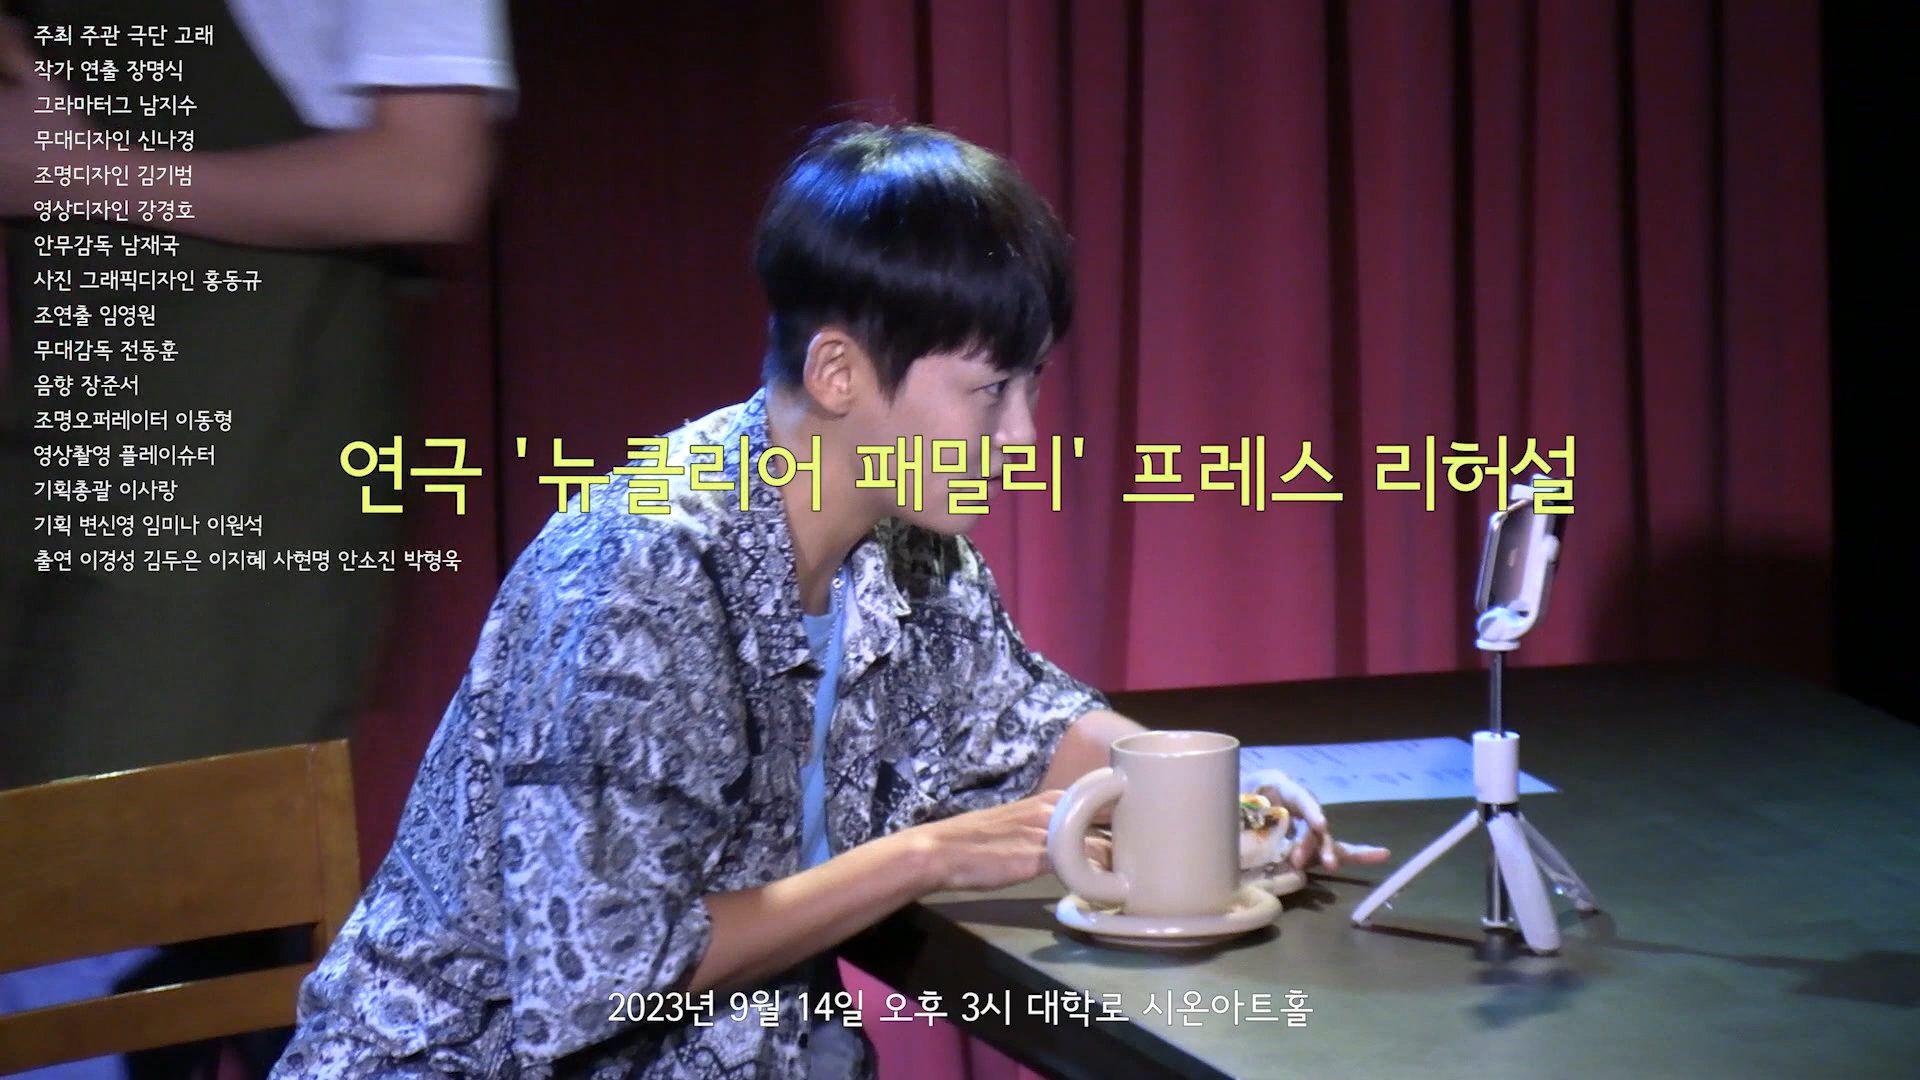 주최 주관 극단 고래
작가 연출 장명식
그라마터그 남지수
무대디자인 신나경
조명디자인 김기범
영상디자인 강경호
안무감독 남재국
사진 그래픽디자인 홍동규
조연출 임영원
무대감독 전동훈
음향 장준서
조명오퍼레이터 이동형
영상촬영 플레이슈터
기획총괄 이사랑
기획 변신영 임미나 이원석
출연 이경성 김두은 이지혜 사현명 안소진 박형욱
연극 '뉴클리어 패밀리' 프레스 리허설
2023년 9월 14일 오후 3시 대학로 시온아트홀